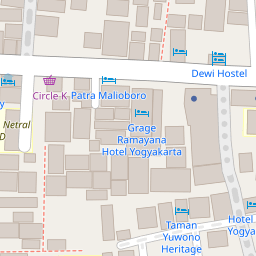 Dewi Hostel
Circle K
Patra Malioboro
y
Netral
D
Grage
Ramayana
Hotel Yogyakarta
Taman
Yuwono
Heritage
Hotel
Yogya